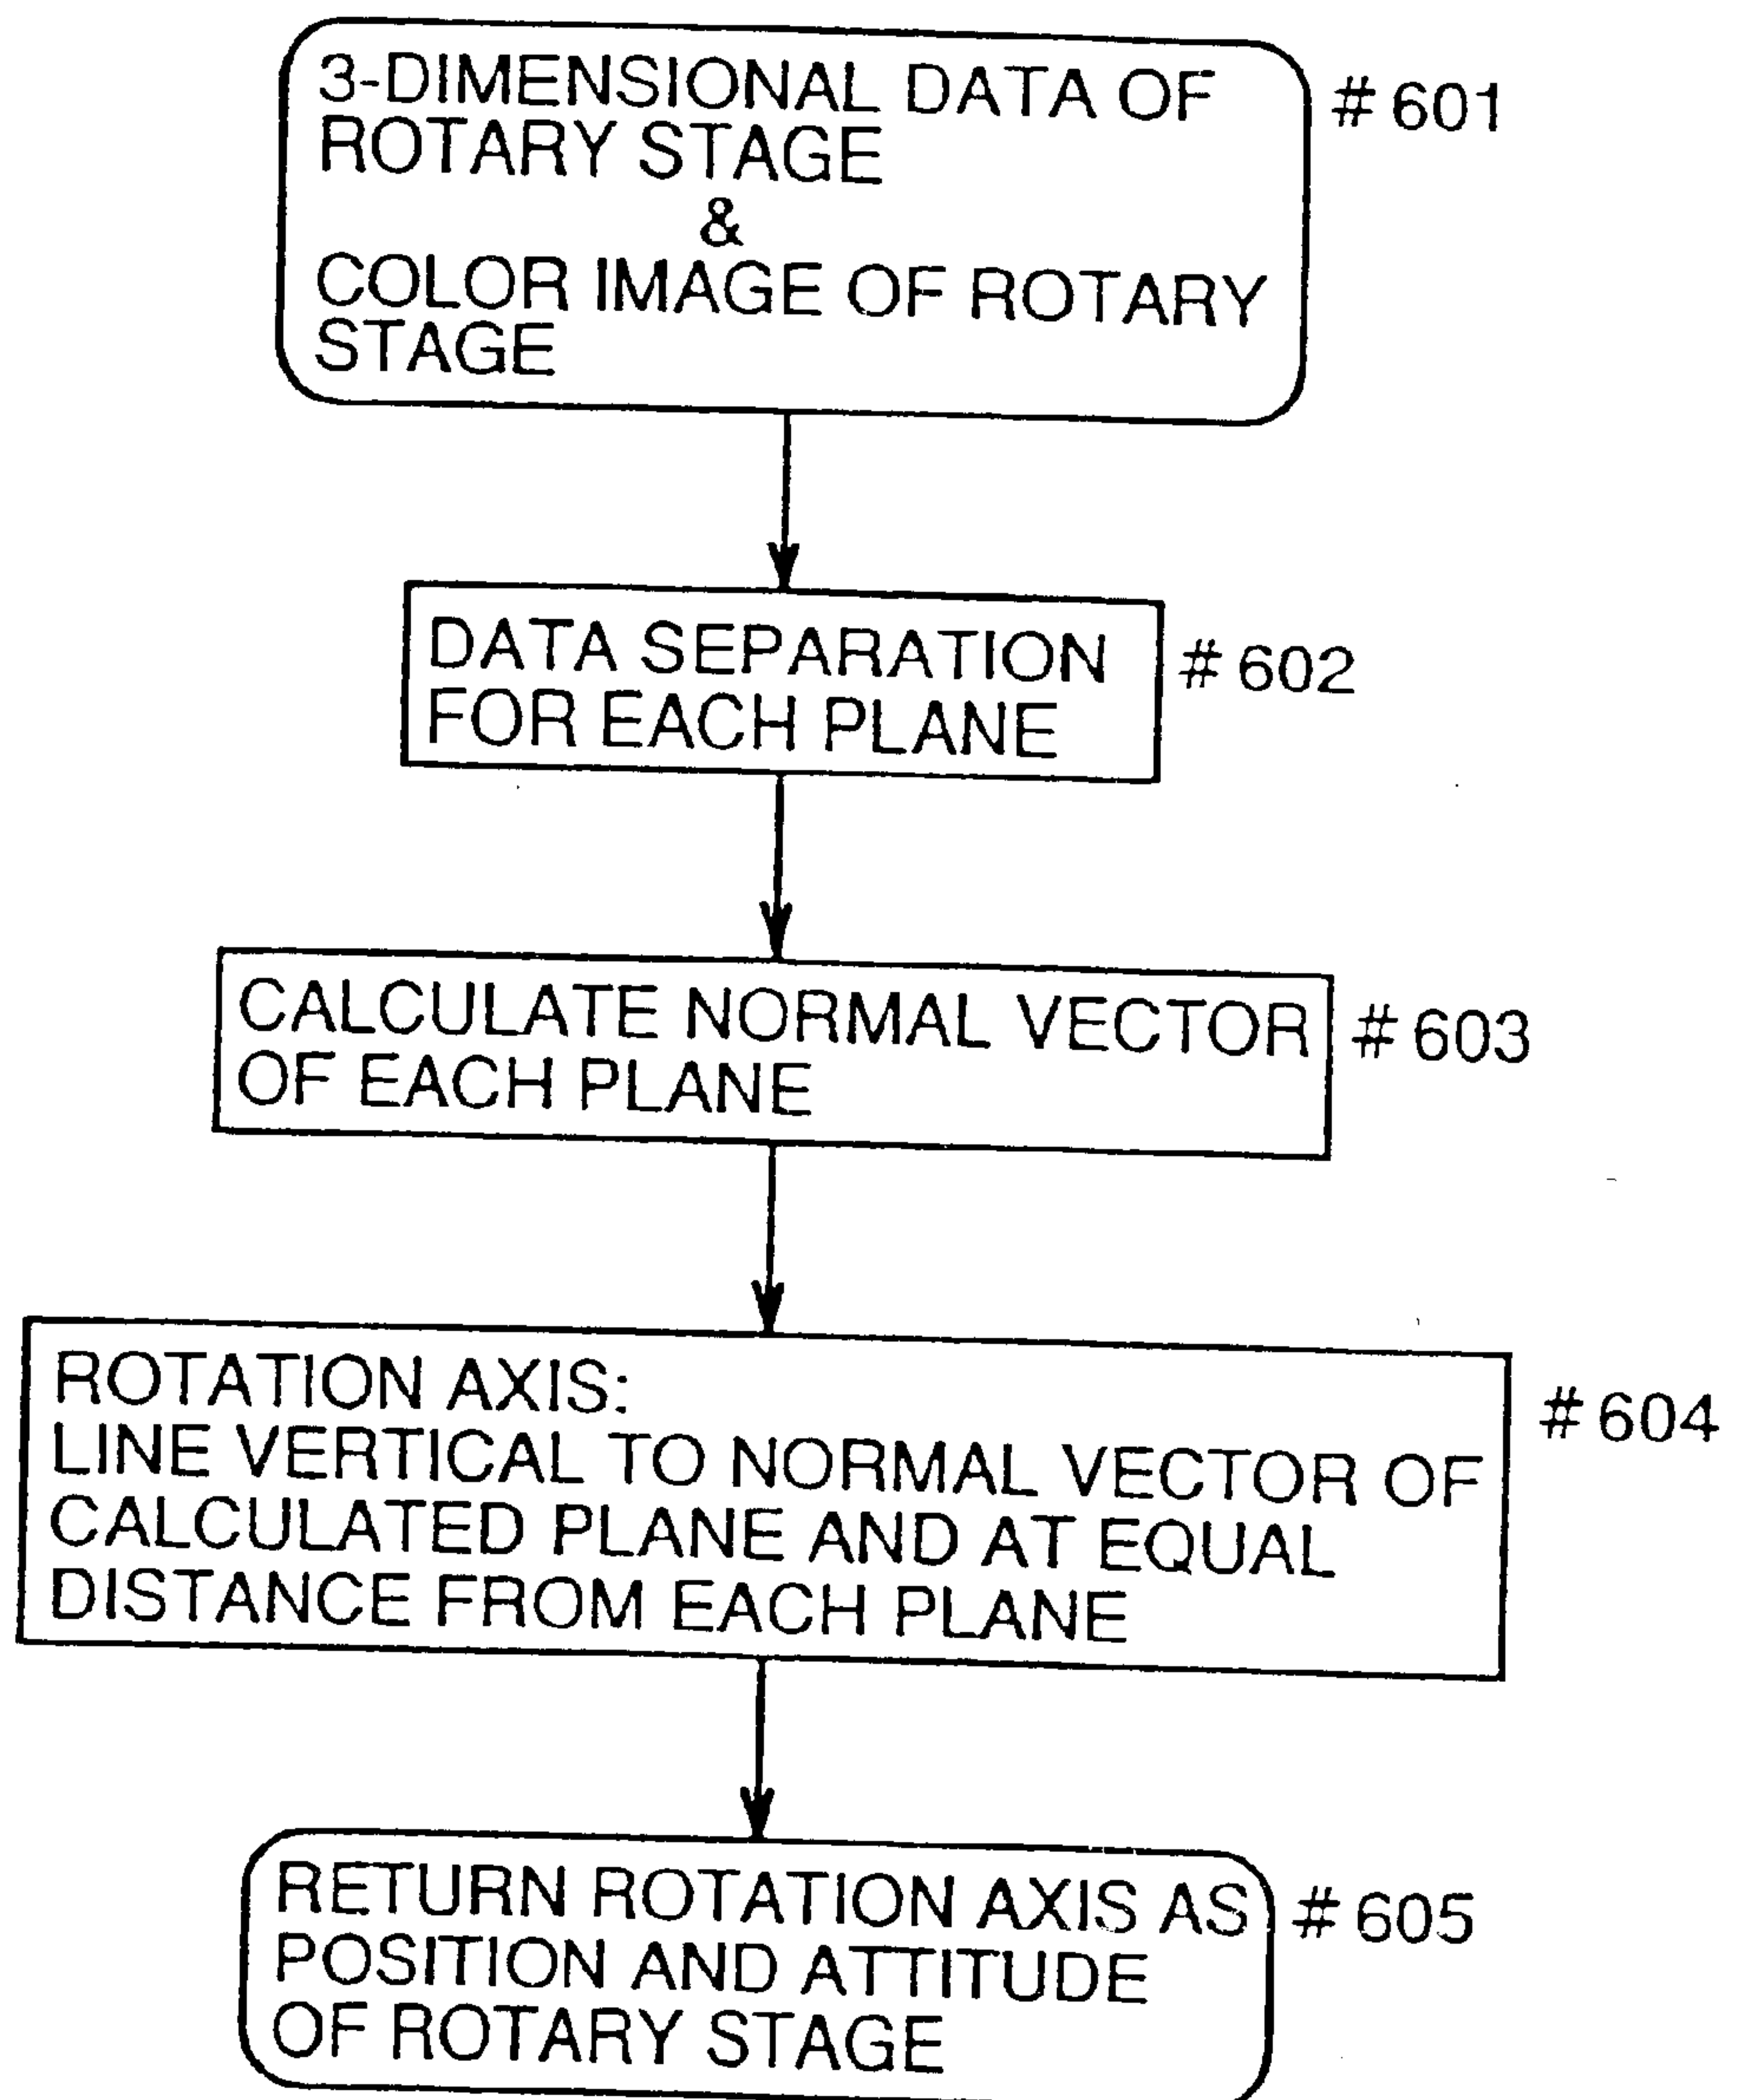 3-DIMENSIONAL DATA OF
ROTARY STAGE
&
COLOR IMAGE OF ROTARY
STAGE
#601
DATA SEPARATION
FOR EACH PLANE
#602
CALCULATE NORMAL VECTOR
OF EACH PLANE
#603
ROTATION AXIS:
LINE VERTICAL TO NORMAL VECTOR OF
CALCULATED PLANE AND AT EQUAL
DISTANCE FROM EACH PLANE
#604
RETURN ROTATION AXIS AS
POSITION AND ATTITUDE
OF ROTARY STAGE
#605